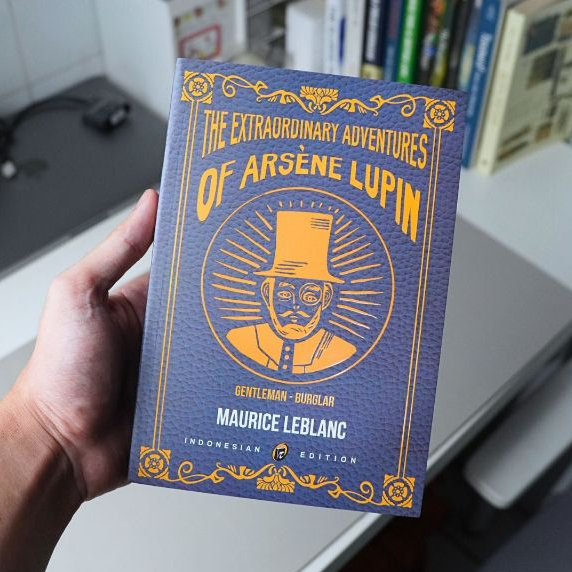 THE EXTRAORDINARY ADVENTURES
OF ARSÈNE LUPIN
GENTLEMAN - BURGLAR
MAURICE LEBLANC
INDONESIAN EDITION